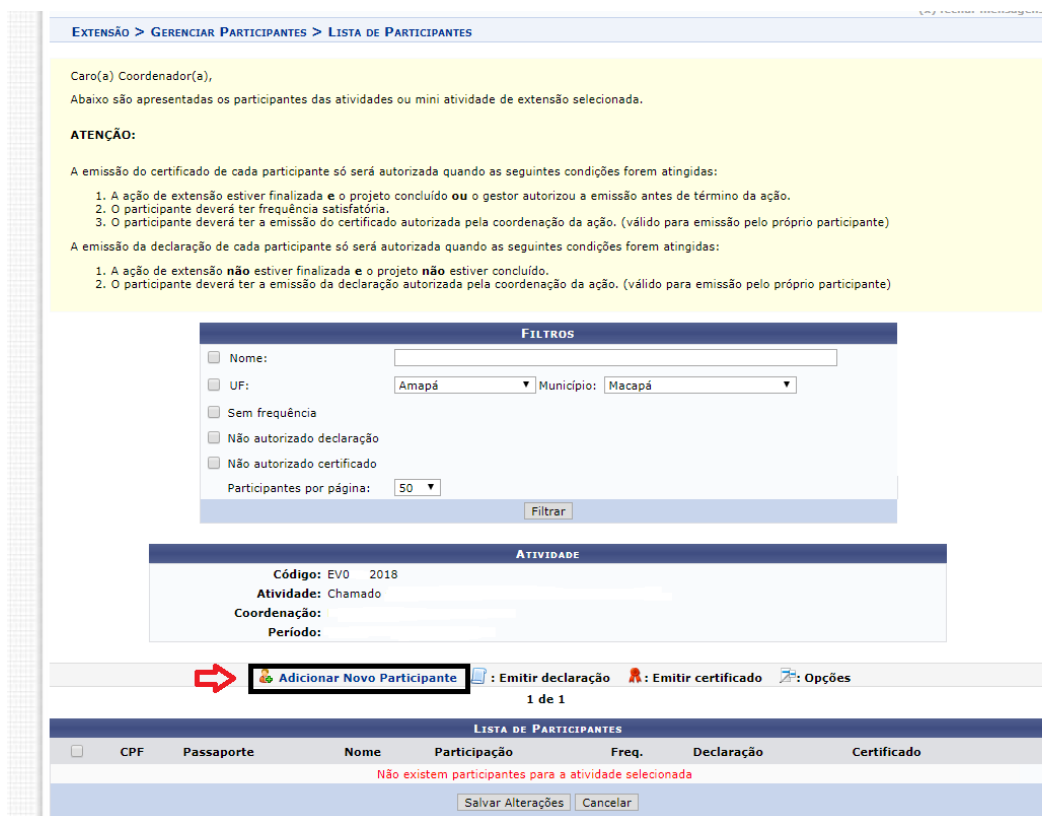 (x) fechar mensagens
EXTENSÃO > GERENCIAR PARTICIPANTES > LISTA DE PARTICIPANTES
Caro(a) Coordenador(a),
Abaixo são apresentadas os participantes das atividades ou mini atividade de extensão selecionada.
ATENÇÃO:
A emissão do certificado de cada participante só será autorizada quando as seguintes condições forem atingidas:
1. A ação de extensão estiver finalizada e o projeto concluído ou o gestor autorizou a emissão antes de término da ação.
2. O participante deverá ter frequência satisfatória.
3. O participante deverá ter a emissão do certificado autorizada pela coordenação da ação. (válido para emissão pelo próprio participante)
A emissão da declaração de cada participante só será autorizada quando as seguintes condições forem atingidas:
1. A ação de extensão não estiver finalizada e o projeto não estiver concluído.
2. O participante deverá ter a emissão da declaração autorizada pela coordenação da ação. (válido para emissão pelo próprio participante)
FILTROS
Nome:
UF: Amapá Município: Macapá
Sem frequência
Não autorizado declaração
Não autorizado certificado
Participantes por página: 50
Filtrar
ATIVIDADE
Código: EV0 2018
Atividade: Chamado
Coordenação:
Período:
Adicionar Novo Participante : Emitir declaração : Emitir certificado : Opções
1 de 1
LISTA DE PARTICIPANTES
CPF Passaporte Nome Participação Freq. Declaração Certificado
Não existem participantes para a atividade selecionada
Salvar Alterações Cancelar